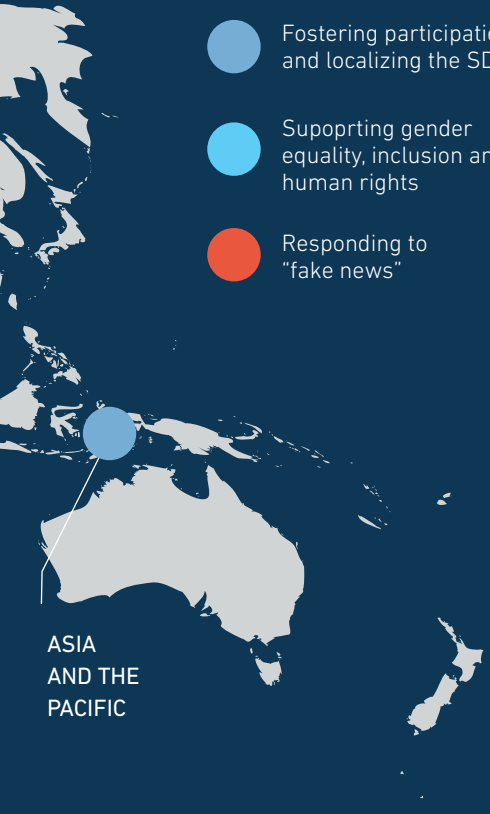 Fostering participatio
and localizing the SD
Supoprting gender
equality, inclusion an
human rights
Responding to
“fake news”
ASIA
AND THE
PACIFIC